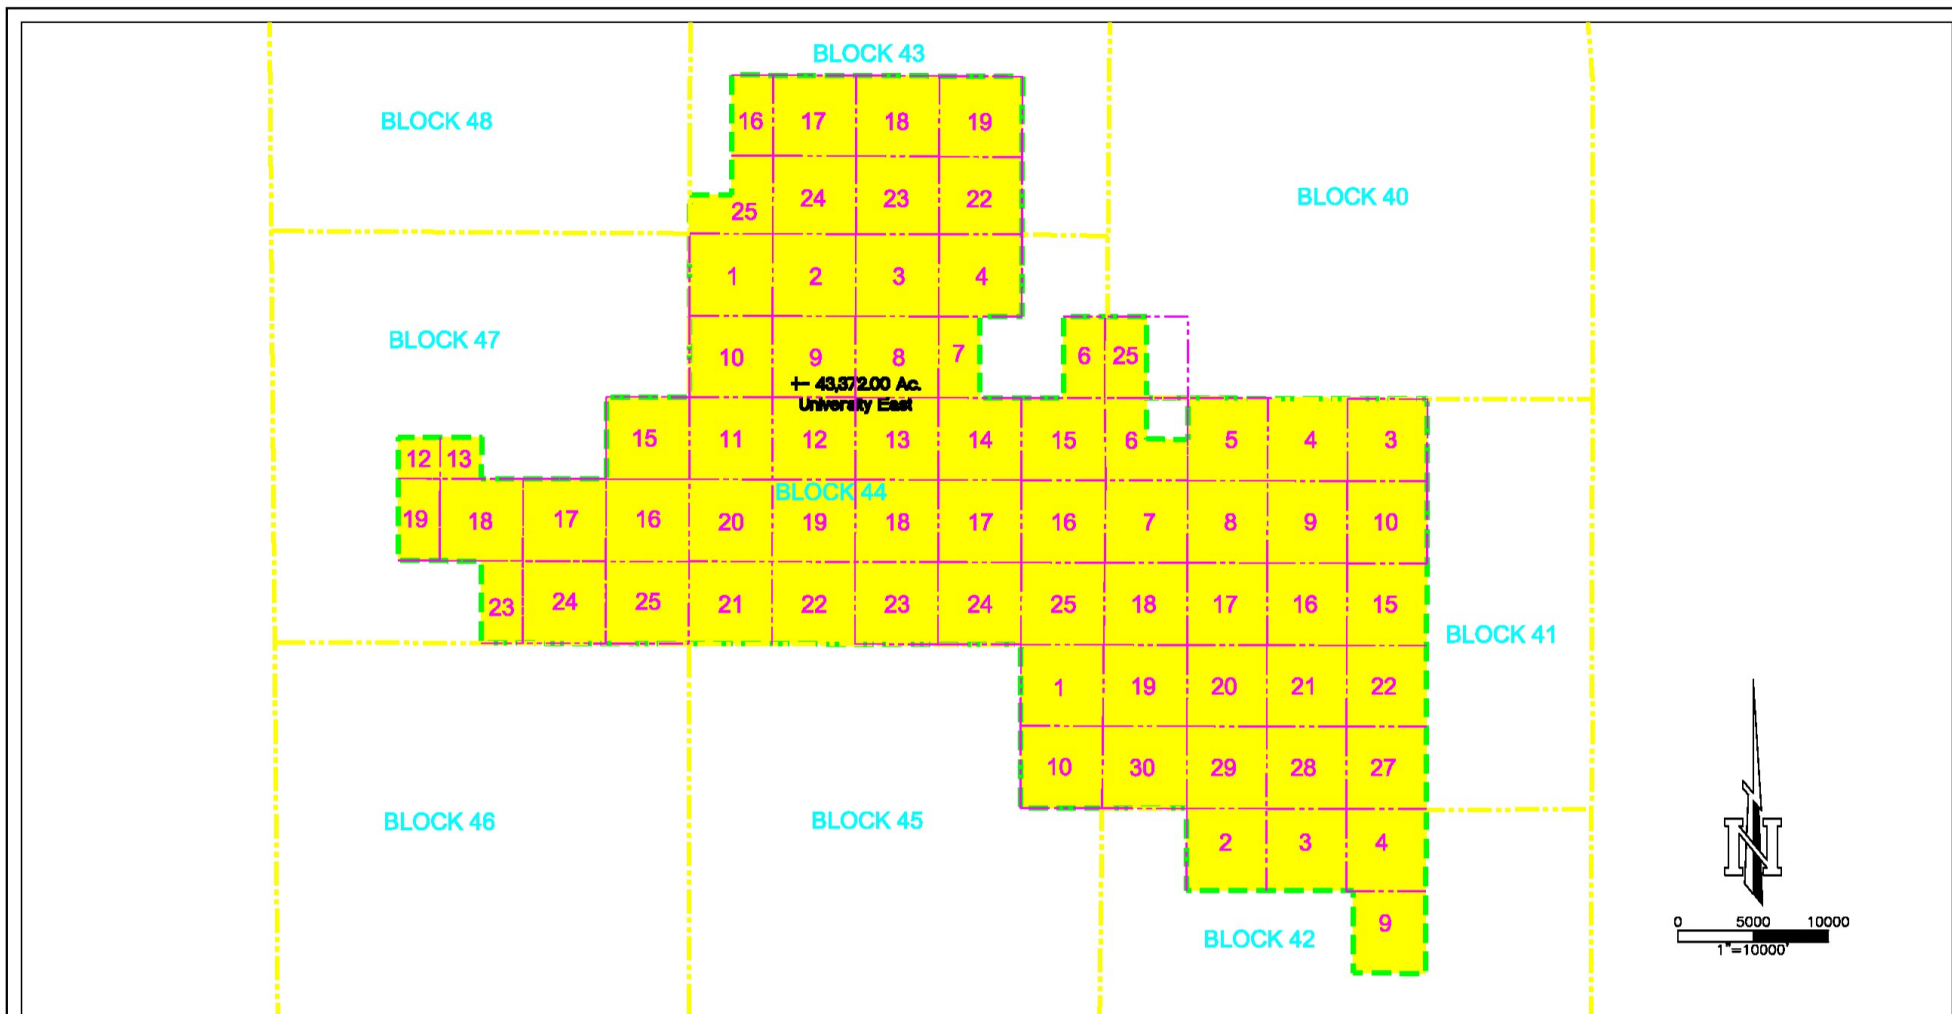 BLOCK 43
BLOCK 48
16 17 18 19
BLOCK 40
25 24 23 22
1 2 3 4
BLOCK 47
10 9 8 7 6 25
+- 43,372.00 Ac.
University East
15 11 12 13 14 15 6 5 4 3
12 13
BLOCK 44
19 18 17 16 20 19 18 17 16 7 8 9 10
23 24 25 21 22 23 24 25 18 17 16 15
BLOCK 41
1 19 20 21 22
10 30 29 28 27
BLOCK 46
BLOCK 45
2 3 4
9
BLOCK 42
N
0 5000 10000
1"=10000'